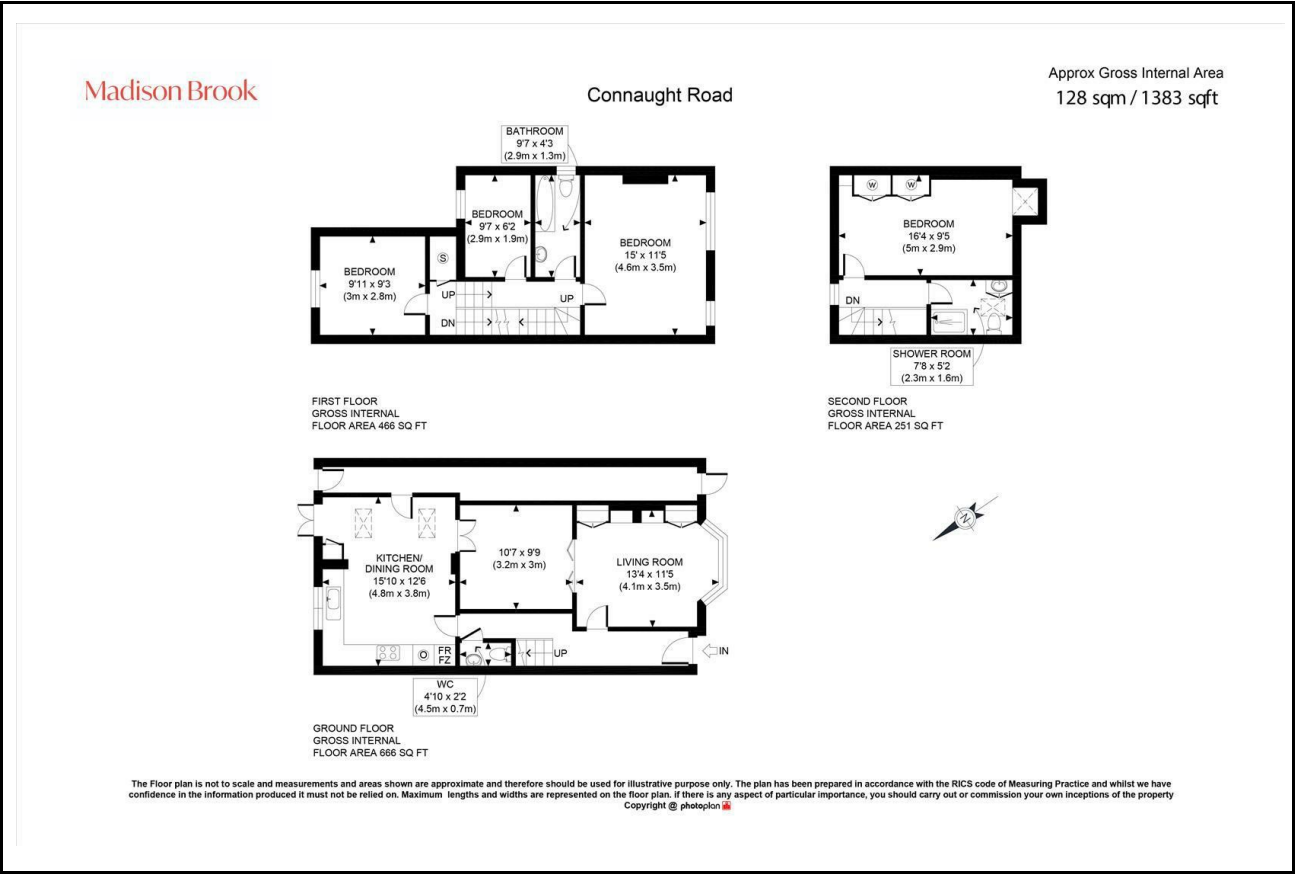 Madison Brook
Connaught Road
Approx Gross Internal Area
128 sqm / 1383 sqft
BATHROOM
9'7 x 4'3
(2.9m x 1.3m)
BEDROOM
9'7 x 6'2
(2.9m x 1.9m)
BEDROOM
15' x 11'5
(4.6m x 3.5m)
BEDROOM
9'11 x 9'3
(3m x 2.8m)
S
UP
UP
DN
FIRST FLOOR
GROSS INTERNAL
FLOOR AREA 466 SQ FT
W
W
BEDROOM
16'4 x 9'5
(5m x 2.9m)
DN
SHOWER ROOM
7'8 x 5'2
(2.3m x 1.6m)
SECOND FLOOR
GROSS INTERNAL
FLOOR AREA 251 SQ FT
KITCHEN/
DINING ROOM
15'10 x 12'6
(4.8m x 3.8m)
10'7 x 9'9
(3.2m x 3m)
LIVING ROOM
13'4 x 11'5
(4.1m x 3.5m)
O
FR
FZ
UP
IN
WC
4'10 x 2'2
(4.5m x 0.7m)
N
GROUND FLOOR
GROSS INTERNAL
FLOOR AREA 666 SQ FT
The Floor plan is not to scale and measurements and areas shown are approximate and therefore should be used for illustrative purpose only. The plan has been prepared in accordance with the RICS code of Measuring Practice and whilst we have
confidence in the information produced it must not be relied on. Maximum lengths and widths are represented on the floor plan. if there is any aspect of particular importance, you should carry out or commission your own inceptions of the property
Copyright @ photoplan